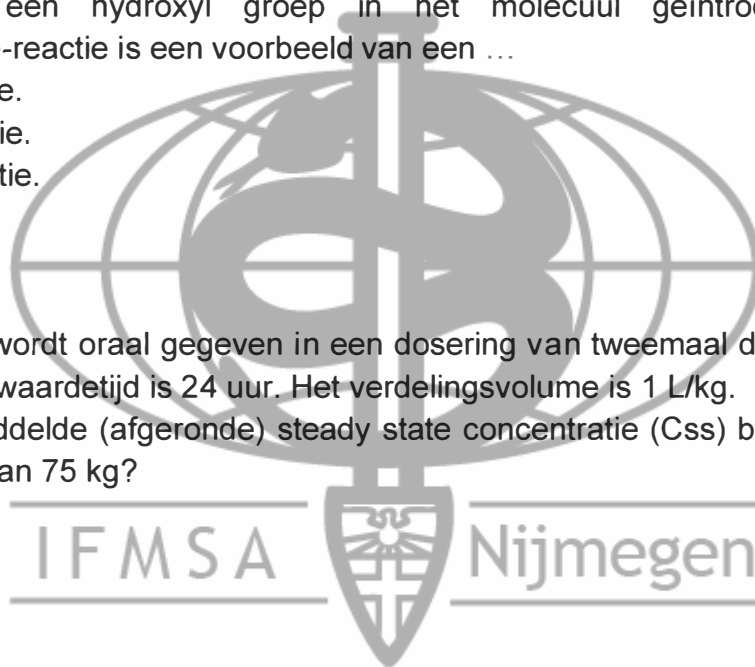 een hydroxyl groep in het molecuul geïntro
-reactie is een voorbeeld van een ...
e.
ie.
tie.
wordt oraal gegeven in een dosering van tweemaal d
waardetijd is 24 uur. Het verdelingsvolume is 1 L/kg.
ddelde (afgeronde) steady state concentratie (Css) b
an 75 kg?
IFMSA Nijmegen